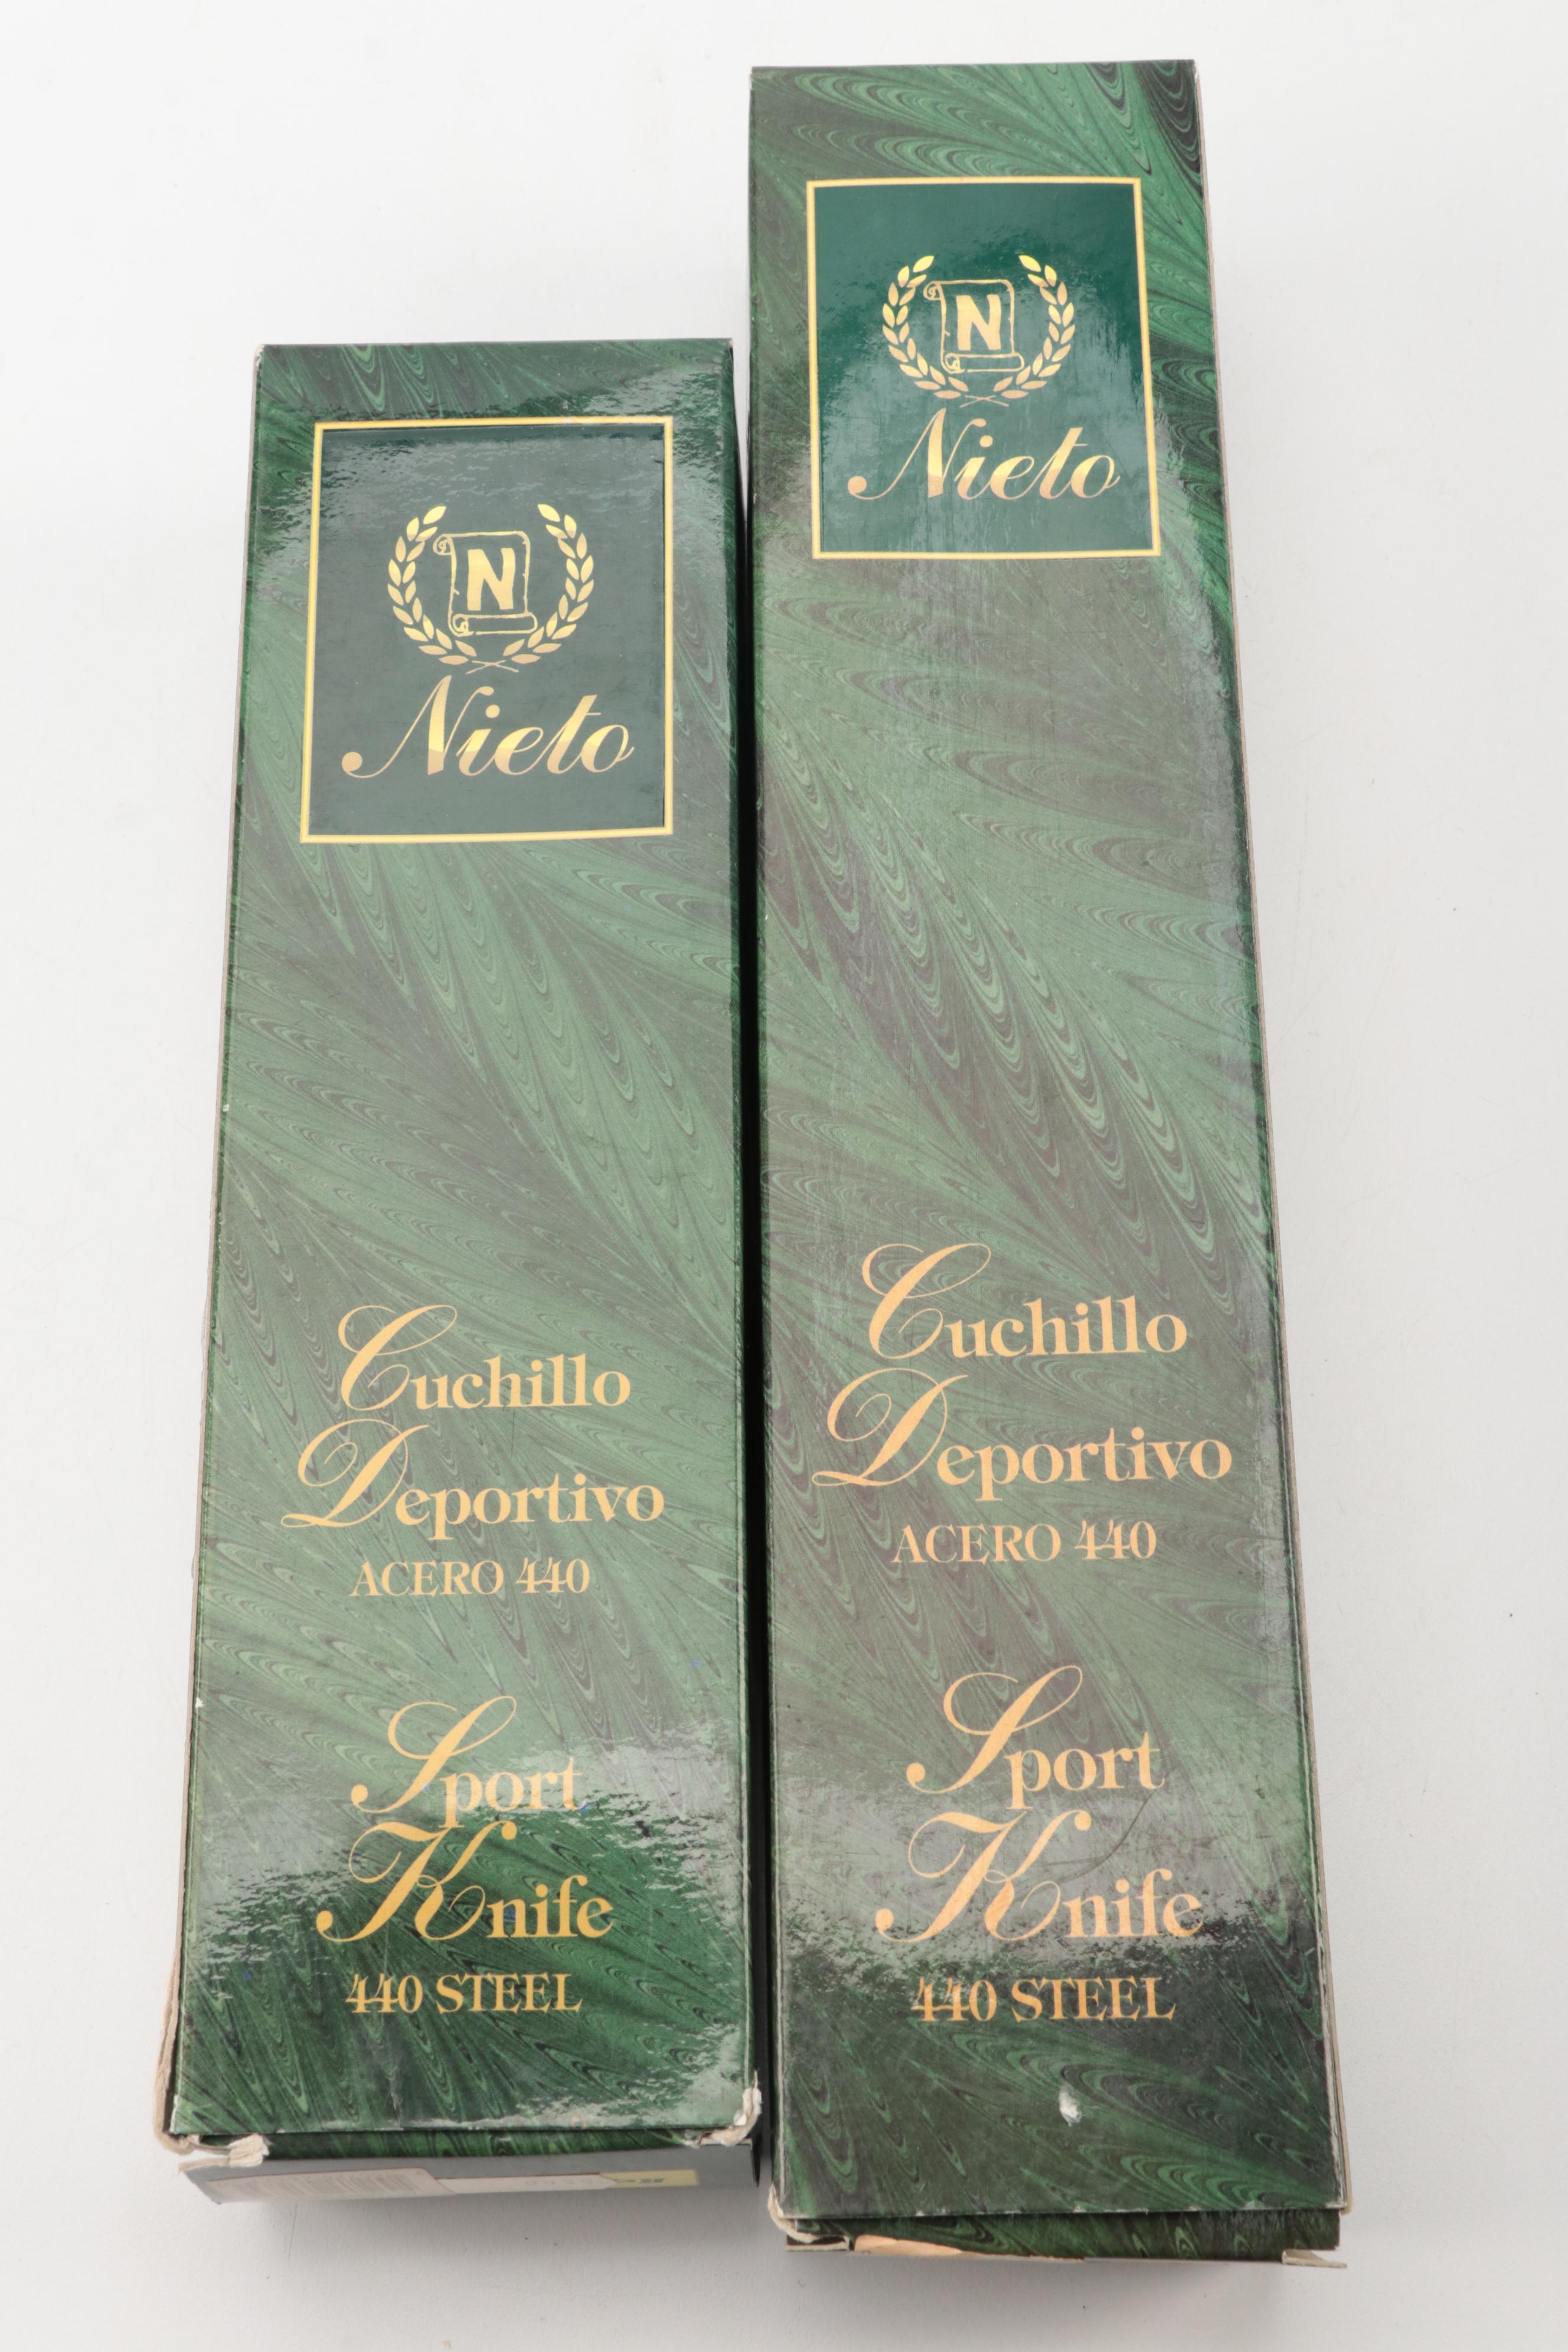 N
Nieto
Cuchillo
Deportivo
ACERO 440
Sport
Knife
440 STEEL
N
Nieto
Cuchillo
Deportivo
ACERO 440
Sport
Knife
440 STEEL